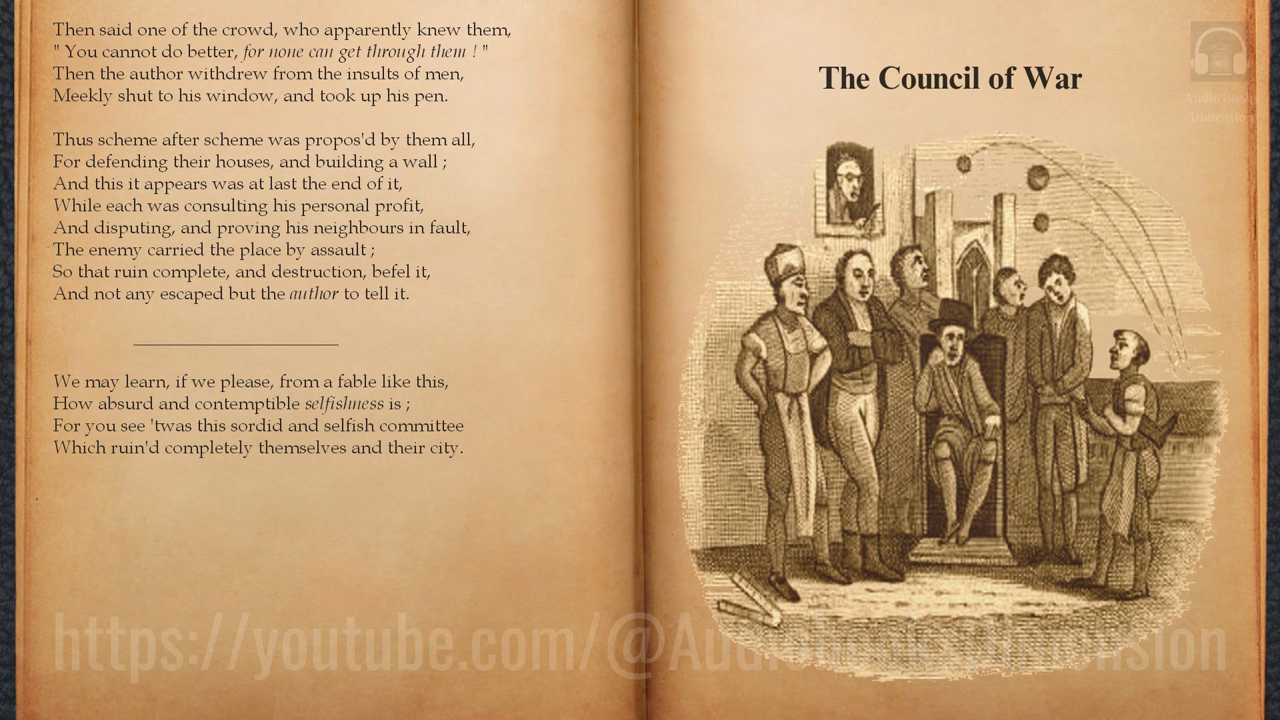 Then said one of the crowd, who apparently knew them,
" You cannot do better, for none can get through them ! "
Then the author withdrew from the insults of men,
Meekly shut to his window, and took up his pen.
Thus scheme after scheme was propos'd by them all,
For defending their houses, and building a wall ;
And this it appears was at last the end of it,
While each was consulting his personal profit,
And disputing, and proving his neighbours in fault,
The enemy carried the place by assault ;
So that ruin complete, and destruction, befel it,
And not any escaped but the author to tell it.
We may learn, if we please, from a fable like this,
How absurd and contemptible selfishness is ;
For you see 'twas this sordid and selfish committee
Which ruin'd completely themselves and their city.
The Council of War
Audio Books
Dimension
https://youtube.com/@AudiobooksDimension